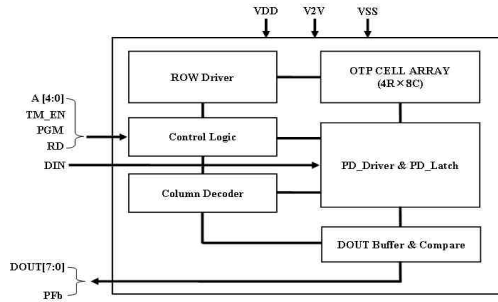 VDD V2V VSS
ROW Driver
OTP CELL ARRAY
(4R×8C)
A [4:0]
TM_EN
PGM
RD
Control Logic
DIN
PD_Driver & PD_Latch
Column Decoder
DOUT Buffer & Compare
DOUT[7:0]
PFb